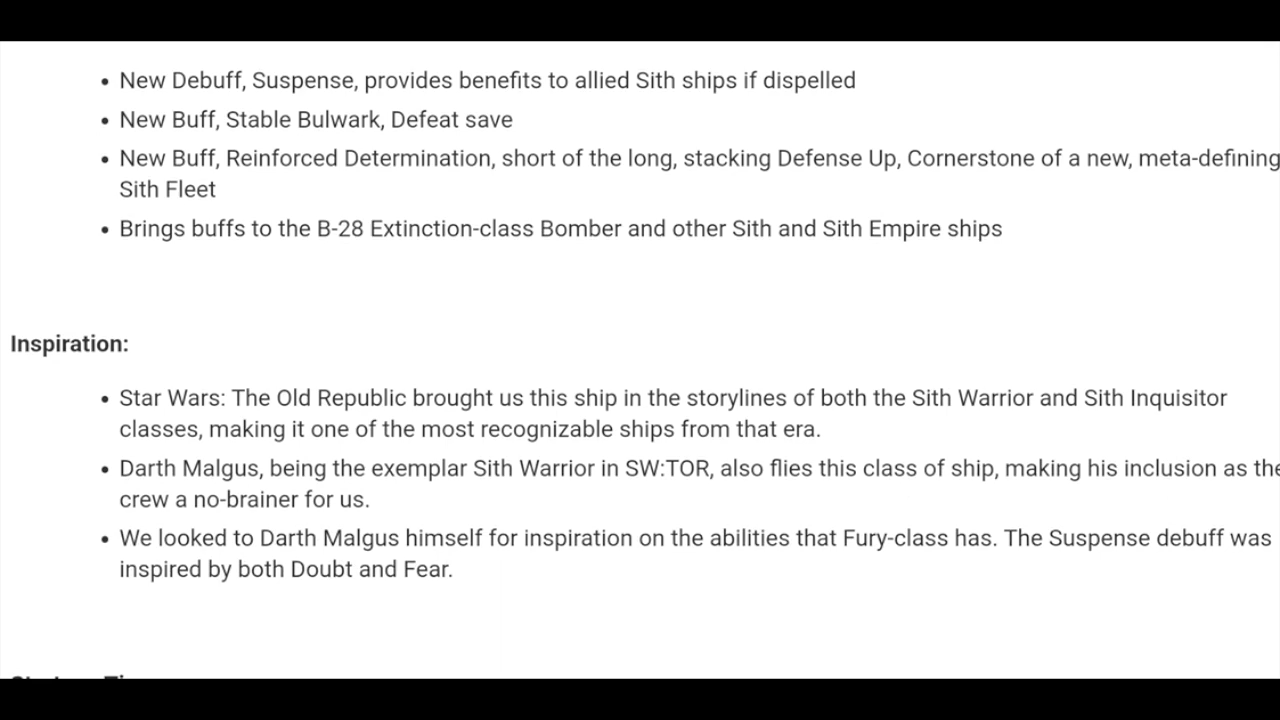 • New Debuff, Suspense, provides benefits to allied Sith ships if dispelled
• New Buff, Stable Bulwark, Defeat save
• New Buff, Reinforced Determination, short of the long, stacking Defense Up, Cornerstone of a new, meta-defining
Sith Fleet
• Brings buffs to the B-28 Extinction-class Bomber and other Sith and Sith Empire ships
Inspiration:
• Star Wars: The Old Republic brought us this ship in the storylines of both the Sith Warrior and Sith Inquisitor
classes, making it one of the most recognizable ships from that era.
• Darth Malgus, being the exemplar Sith Warrior in SW:TOR, also flies this class of ship, making his inclusion as the
crew a no-brainer for us.
• We looked to Darth Malgus himself for inspiration on the abilities that Fury-class has. The Suspense debuff was
inspired by both Doubt and Fear.